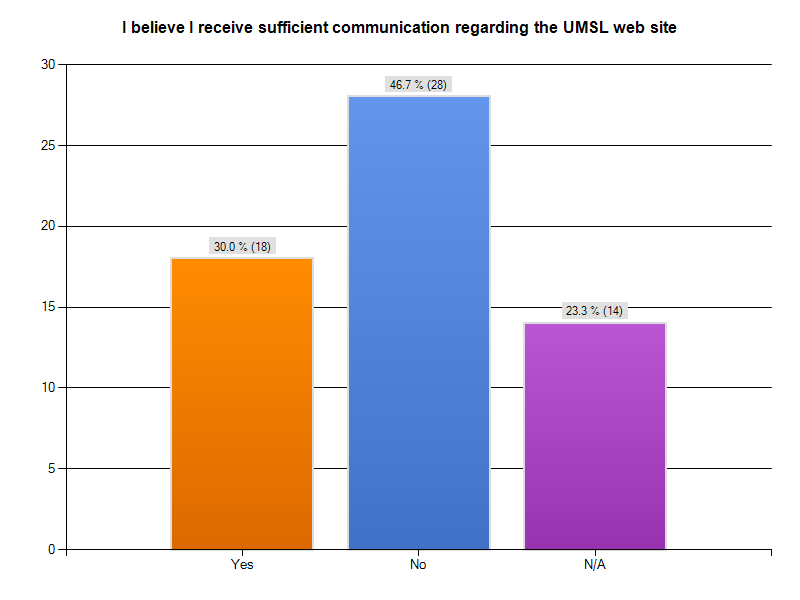 I believe I receive sufficient communication regarding the UMSL web site
30
25
20
15
10
5
0
46.7 % (28)
30.0 % (18)
23.3 % (14)
Yes No N/A